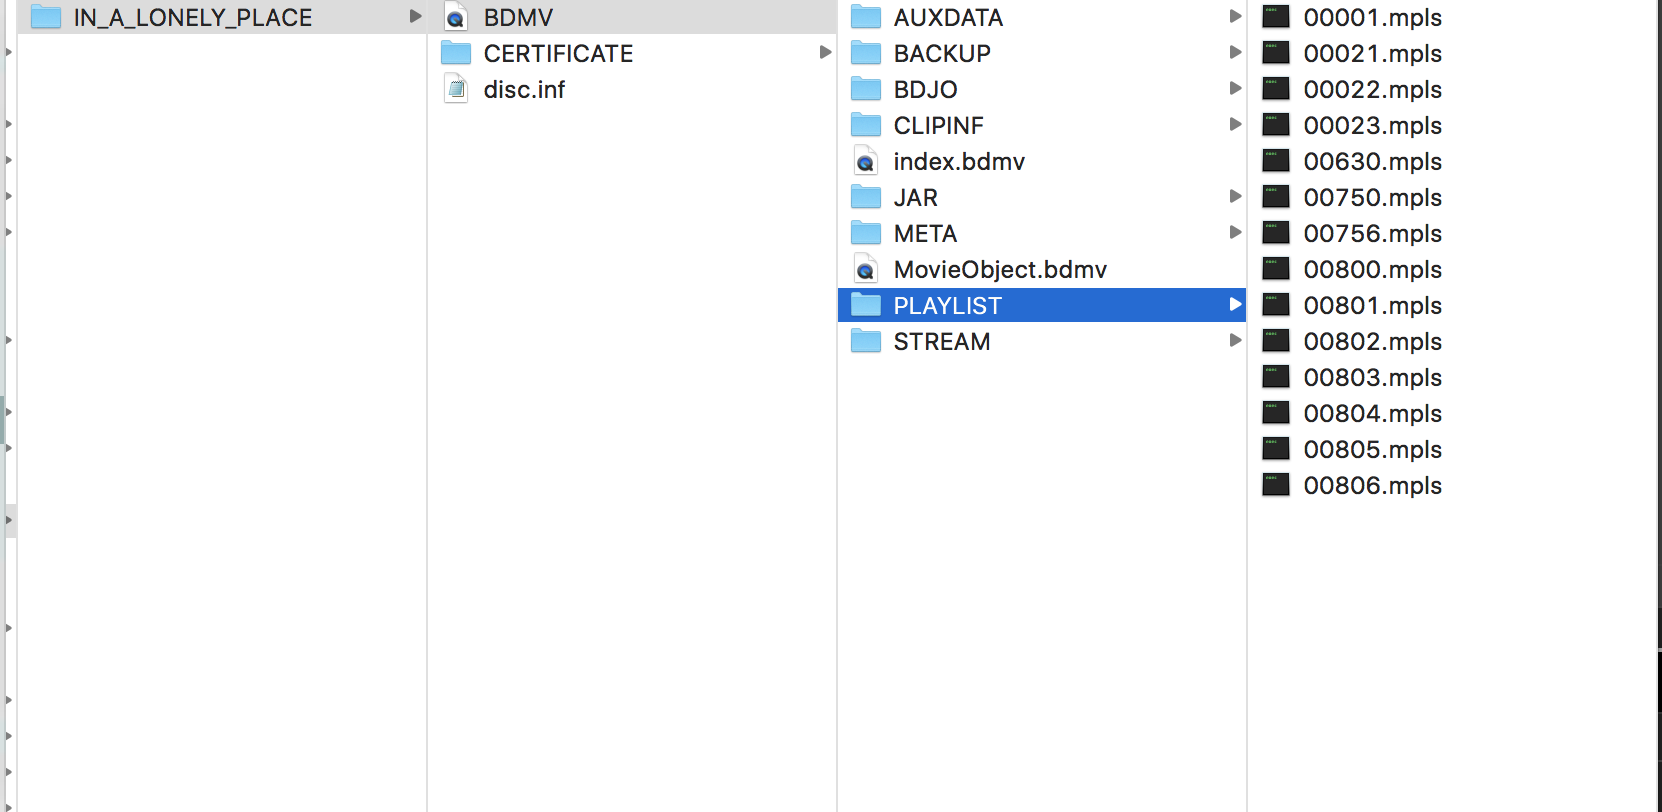 IN_A_LONELY_PLACE
BDMV
CERTIFICATE
disc.inf
AUXDATA
BACKUP
BDJO
CLIPINF
index.bdmv
JAR
META
MovieObject.bdmv
PLAYLIST
STREAM
00001.mpls
00021.mpls
00022.mpls
00023.mpls
00630.mpls
00750.mpls
00756.mpls
00800.mpls
00801.mpls
00802.mpls
00803.mpls
00804.mpls
00805.mpls
00806.mpls